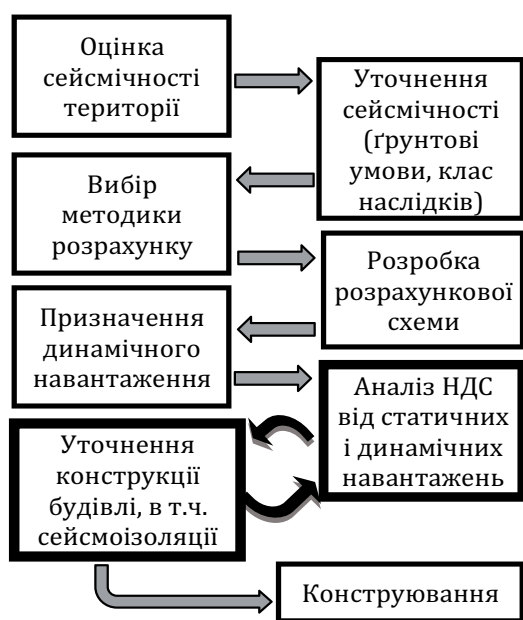 Оцінка
сейсмічності
території
Уточнення
сейсмічності
(ґрунтові
умови, клас
наслідків)
Вибір
методики
розрахунку
Розробка
розрахункової
схеми
Призначення
динамічного
навантаження
Аналіз НДС
від статичних
і динамічних
навантажень
Уточнення
конструкції
будівлі, в т.ч.
сейсмоізоляції
Конструювання